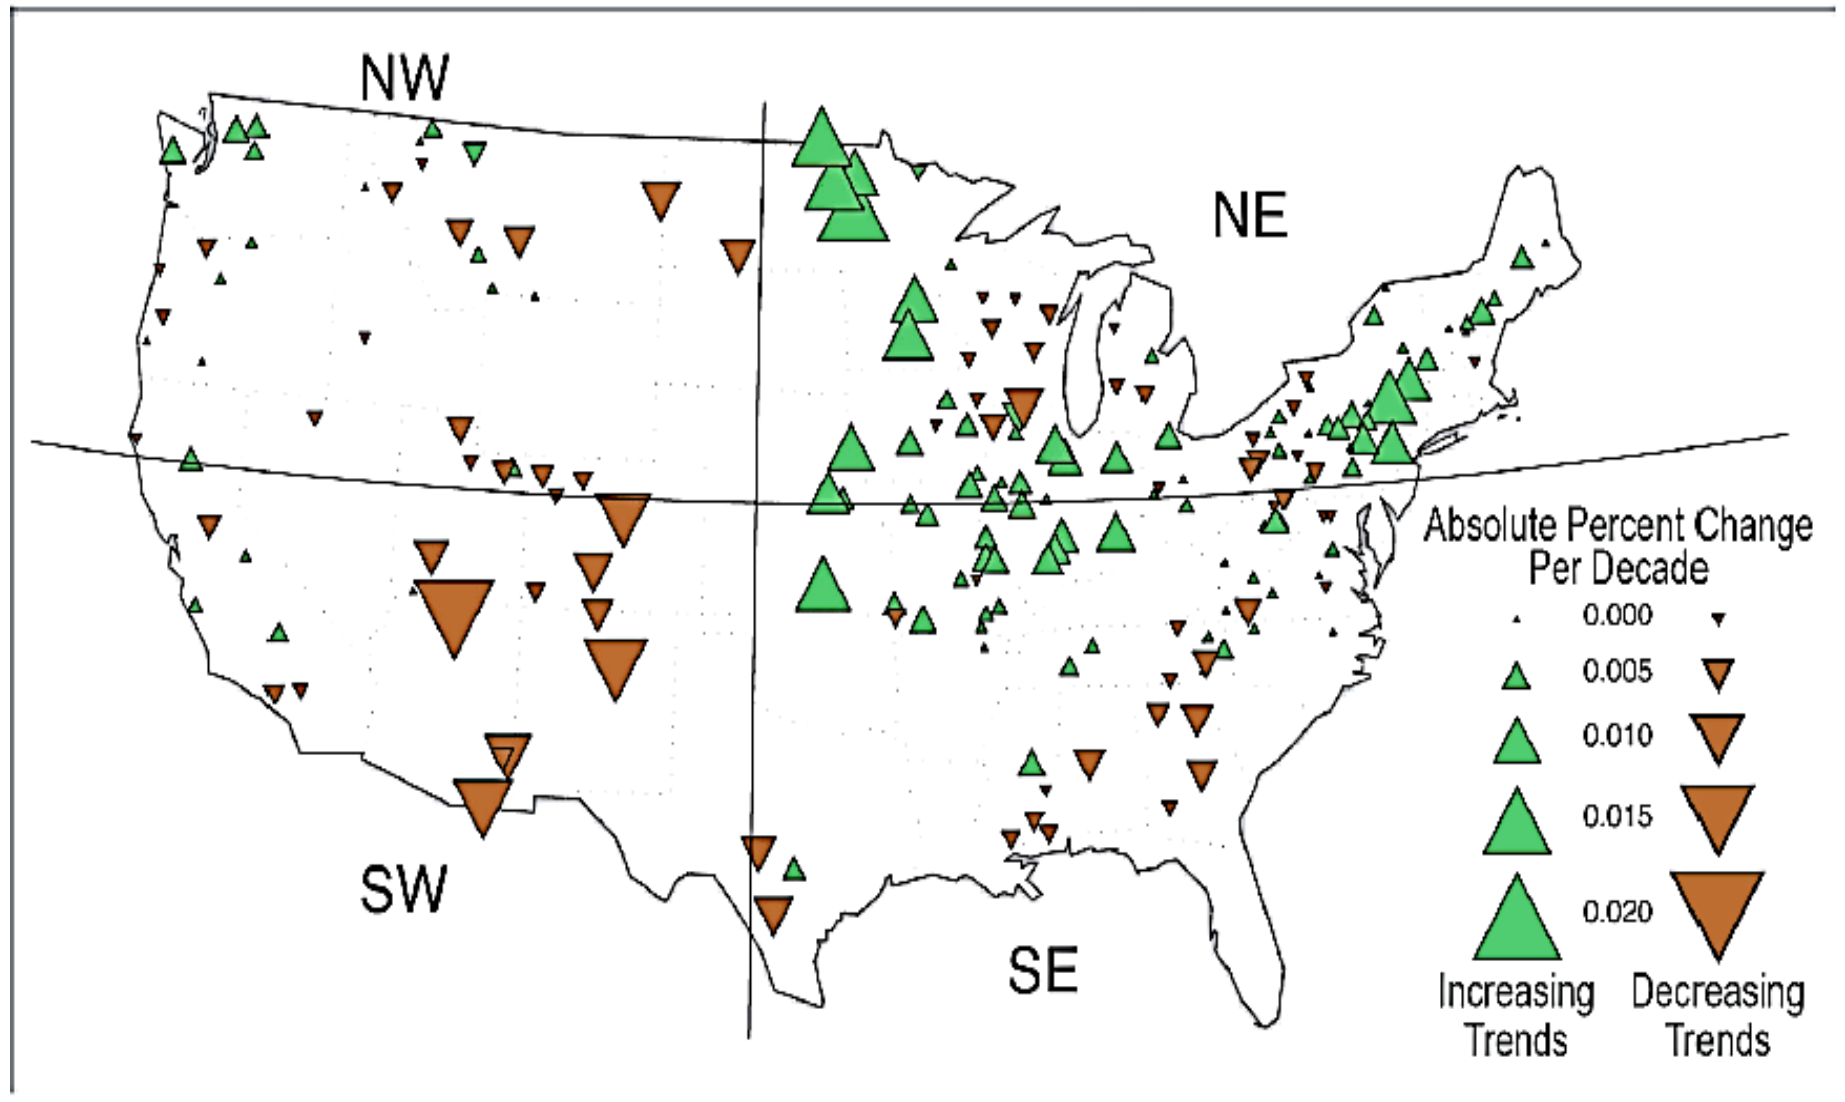 NW
NE
Absolute Percent Change
Per Decade
0.000
0.005
0.010
0.015
0.020
SW
SE
Increasing Decreasing
Trends Trends